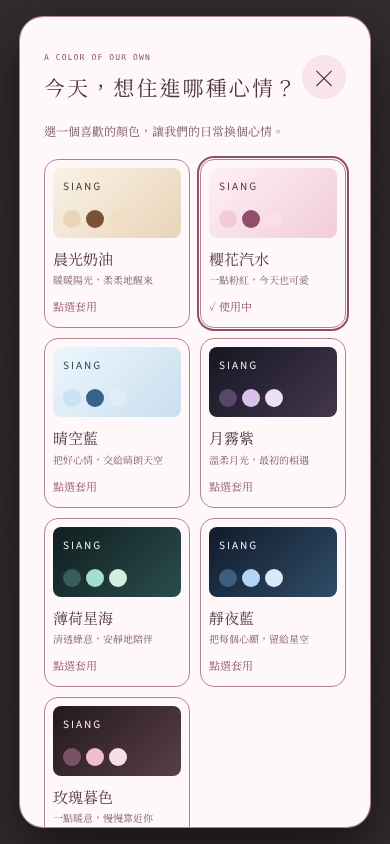 A COLOR OF OUR OWN
今天，想住進哪種心情？
選一個喜歡的顏色，讓我們的日常換個心情。
SIANG
晨光奶油
暖暖陽光，柔柔地醒來
點選套用
SIANG
櫻花汽水
一點粉紅，今天也可愛
✓ 使用中
SIANG
晴空藍
把好心情，交給晴朗天空
點選套用
SIANG
月霧紫
溫柔月光，最初的相遇
點選套用
SIANG
薄荷星海
清透綠意，安靜地陪伴
點選套用
SIANG
靜夜藍
把每個心願，留給星空
點選套用
SIANG
玫瑰暮色
一點暖意，慢慢靠近你